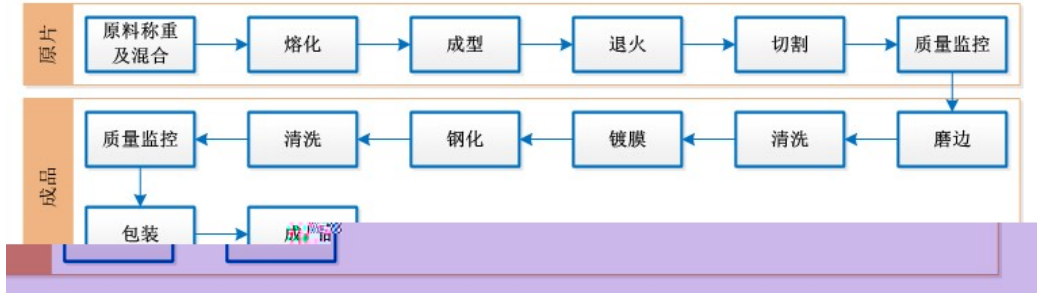 原片
原料称重
及混合
熔化
成型
退火
切割
质量监控
成品
质量监控
清洗
钢化
镀膜
清洗
磨边
包装
成